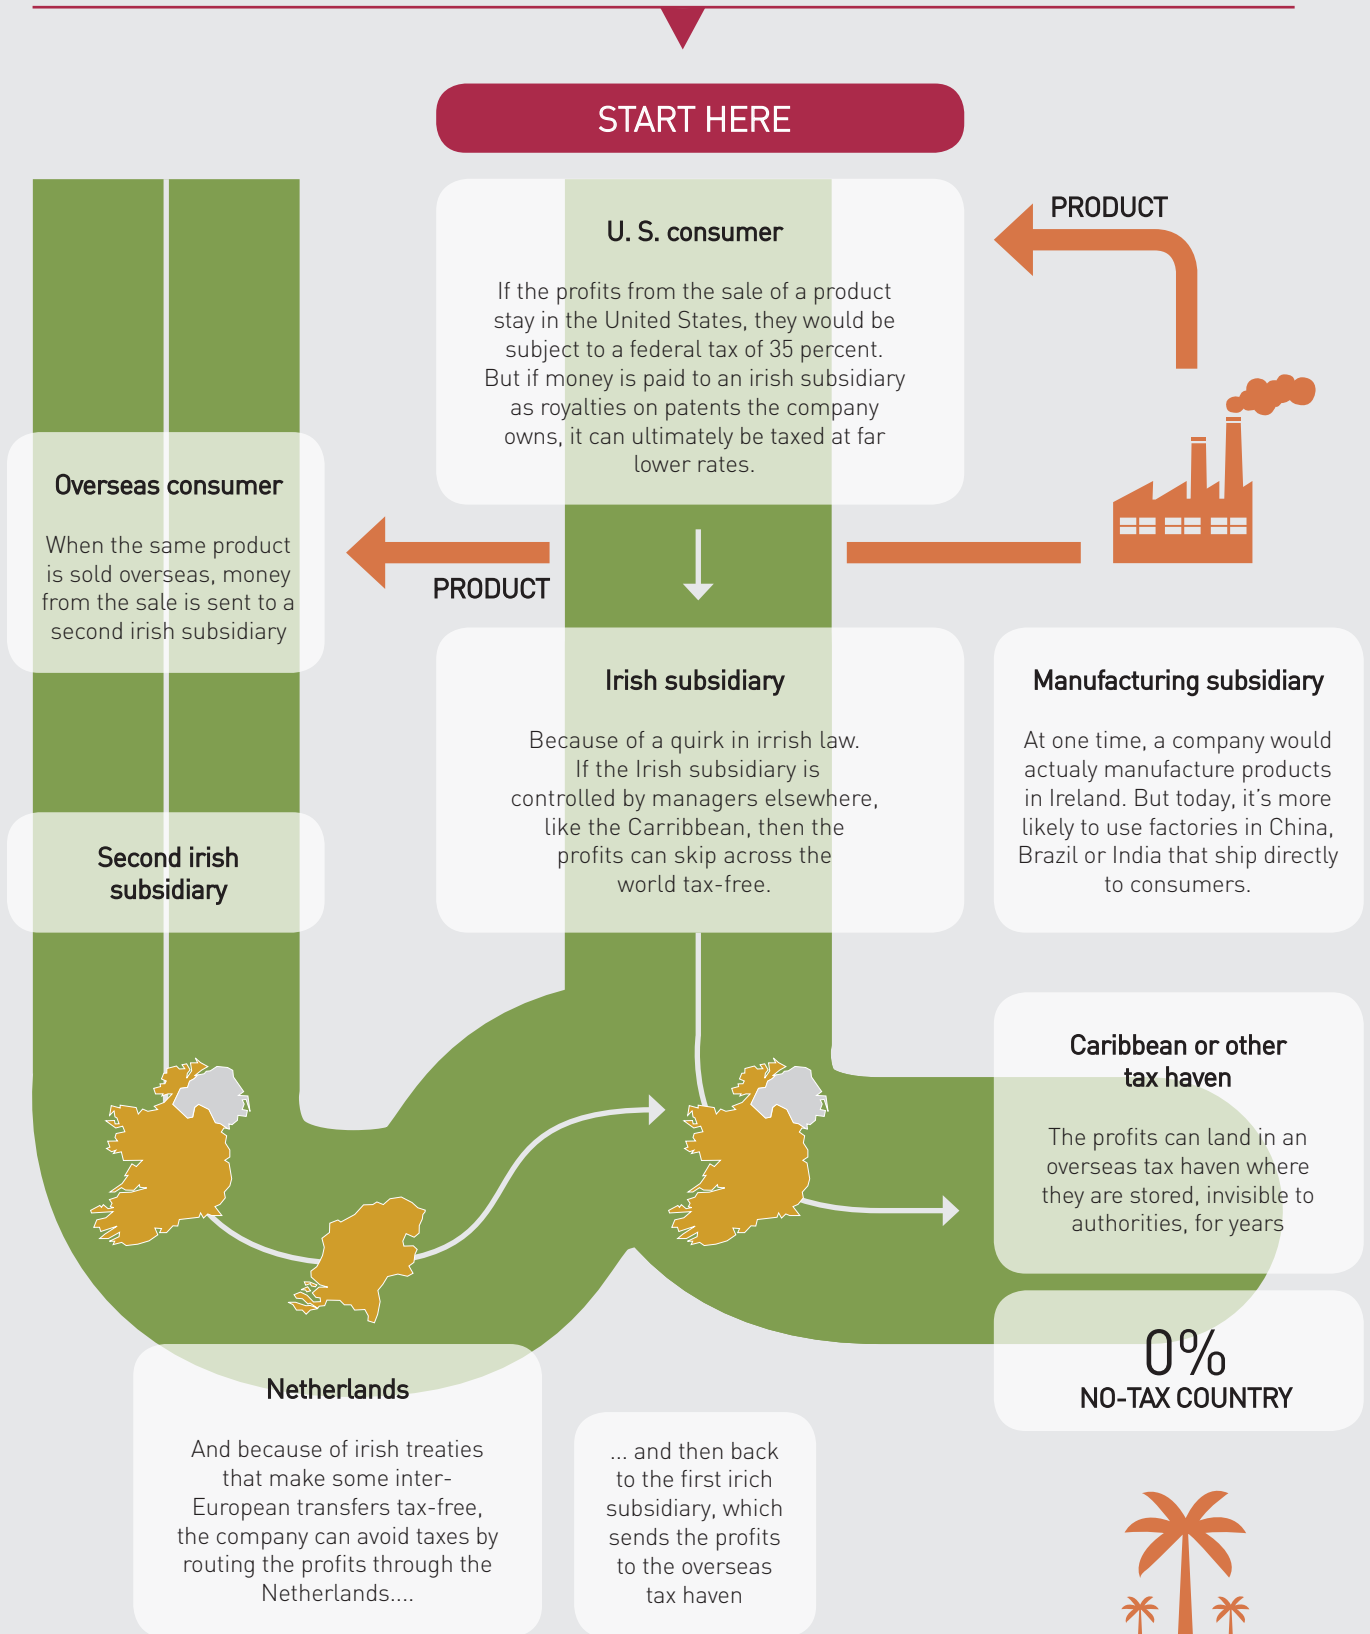 START HERE
U. S. consumer
If the profits from the sale of a product
stay in the United States, they would be
subject to a federal tax of 35 percent.
But if money is paid to an irish subsidiary
as royalties on patents the company
owns, it can ultimately be taxed at far
lower rates.
PRODUCT
Overseas consumer
When the same product
is sold overseas, money
from the sale is sent to a
second irish subsidiary
PRODUCT
Irish subsidiary
Because of a quirk in irrish law.
If the Irish subsidiary is
controlled by managers elsewhere,
like the Carribbean, then the
profits can skip across the
world tax-free.
Manufacturing subsidiary
At one time, a company would
actualy manufacture products
in Ireland. But today, it's more
likely to use factories in China,
Brazil or India that ship directly
to consumers.
Second irish
subsidiary
Caribbean or other
tax haven
The profits can land in an
overseas tax haven where
they are stored, invisible to
authorities, for years
0%
NO-TAX COUNTRY
Netherlands
And because of irish treaties
that make some inter-
European transfers tax-free,
the company can avoid taxes by
routing the profits through the
Netherlands....
... and then back
to the first irich
subsidiary, which
sends the profits
to the overseas
tax haven